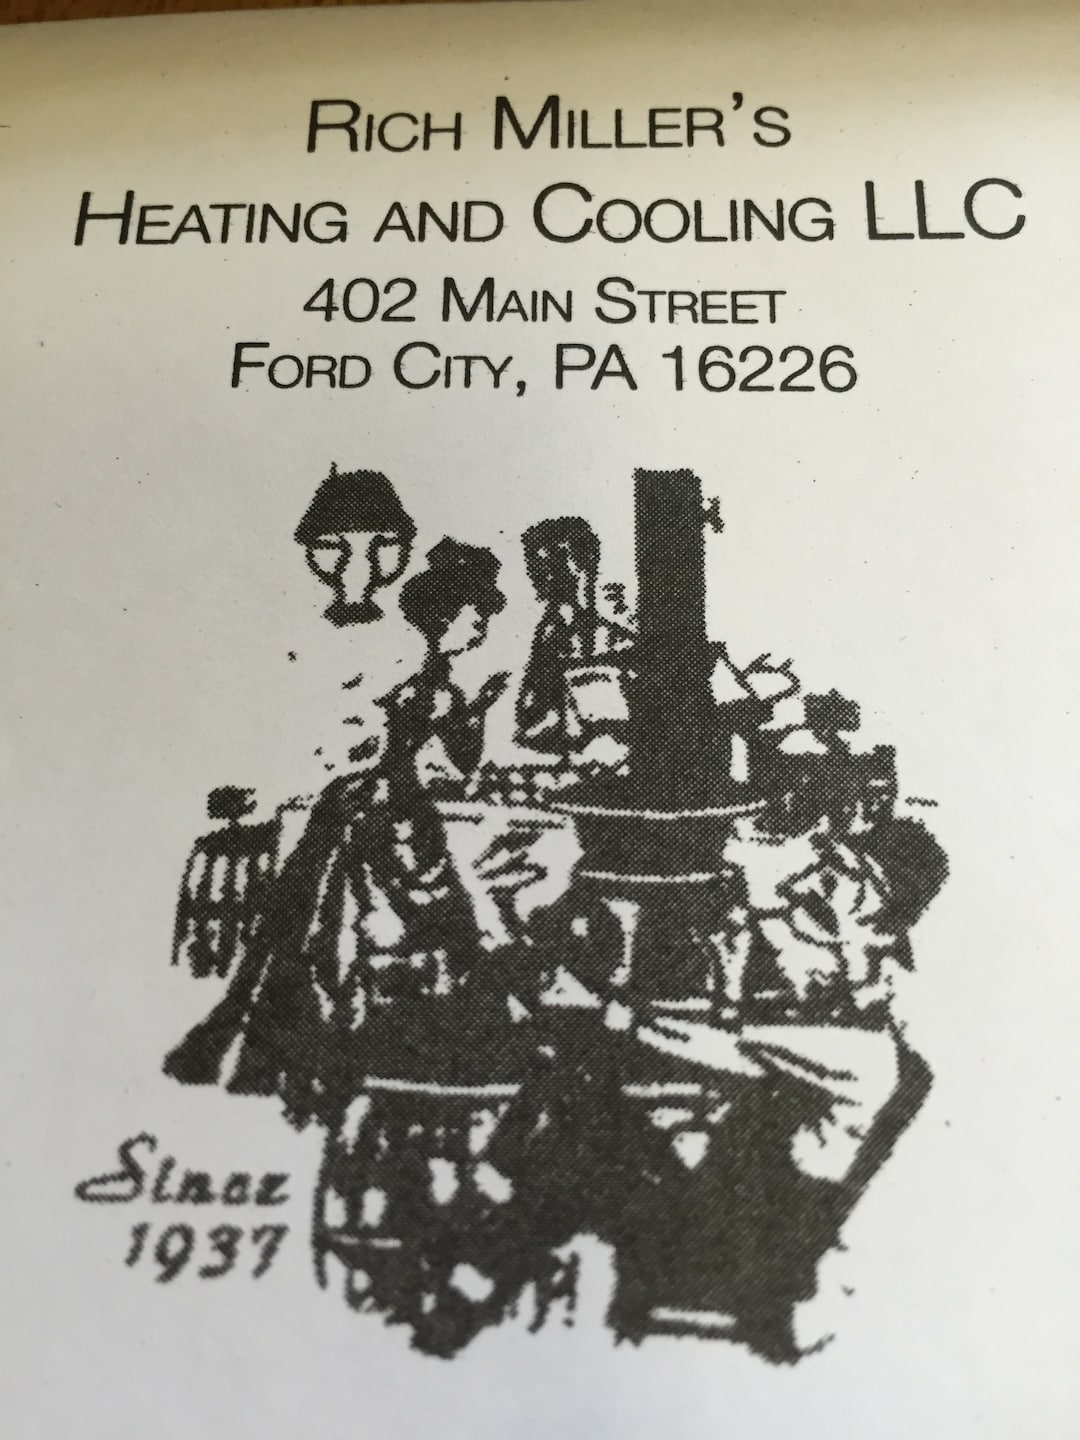 RICH MILLER'S
HEATING AND COOLING LLC
402 MAIN STREET
FORD CITY, PA 16226
Since
1937